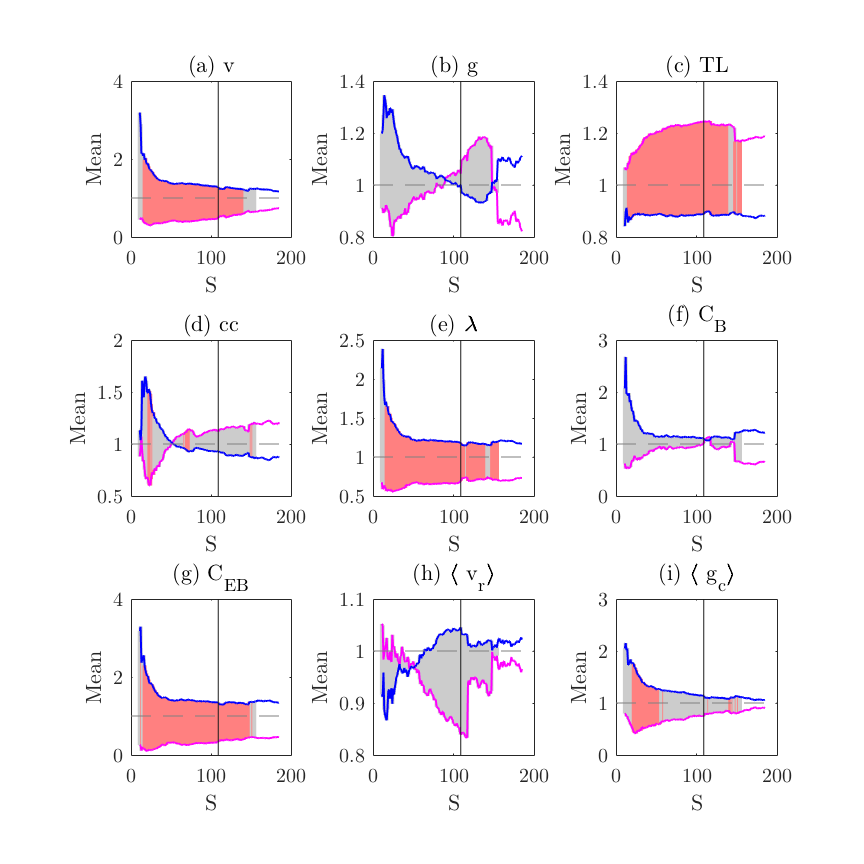 (a) v
(b) g
(c) TL
4
2
0
Mean
0 100 200
S
1.4
1.2
1
0.8
Mean
0 100 200
S
1.4
1.2
1
0.8
Mean
0 100 200
S
(d) cc
(e) λ
(f) C_B
2
1.5
1
0.5
Mean
0 100 200
S
2.5
2
1.5
1
0.5
Mean
0 100 200
S
3
2
1
0
Mean
0 100 200
S
(g) C_EB
(h) ⟨ v_r⟩
(i) ⟨ g_c⟩
4
2
0
Mean
0 100 200
S
1.1
1
0.9
0.8
Mean
0 100 200
S
3
2
1
0
Mean
0 100 200
S